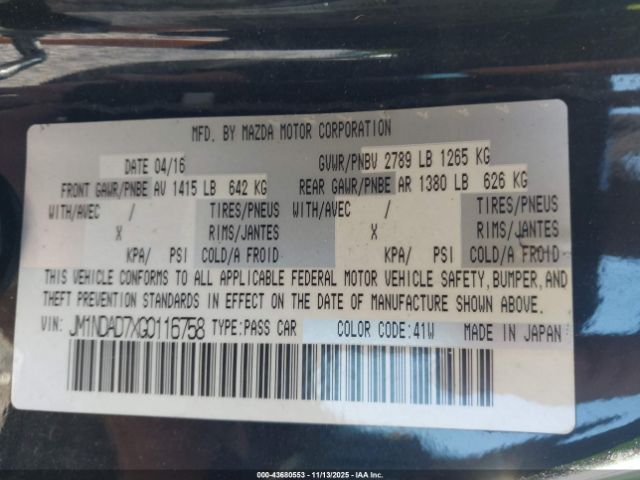 MFD. BY MAZDA MOTOR CORPORATION
DATE 04/16 GVWR/PNBV 2789 LB 1265 KG
FRONT GAWR/PNBE AV 1415 LB 642 KG REAR GAWR/PNBE AR 1380 LB 626 KG
WITH/AVEC / TIRES/PNEUS WITH/AVEC / TIRES/PNEUS
X RIMS/JANTES X RIMS/JANTES
KPA/ PSI COLD/A FROID KPA/ PSI COLD/A FROID
THIS VEHICLE CONFORMS TO ALL APPLICABLE FEDERAL MOTOR VEHICLE SAFETY, BUMPER, AND
THEFT PREVENTION STANDARDS IN EFFECT ON THE DATE OF MANUFACTURE SHOWN ABOVE.
VIN: JM1NDAD7XG0116758 TYPE:PASS CAR COLOR CODE:41W MADE IN JAPAN
00-43680553 — 11/13/2025 — IAAI.COM